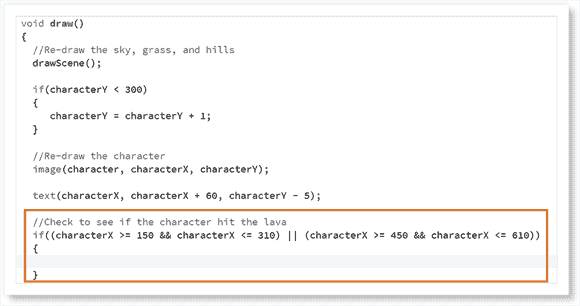 void draw()
{
//Re-draw the sky, grass, and hills
drawScene();
if(characterY < 300)
{
characterY = characterY + 1;
}
//Re-draw the character
image(character, characterX, characterY);
text(characterX, characterX + 60, characterY - 5);
//Check to see if the character hit the lava
if((characterX >= 150 && characterX <= 310) || (characterX >= 450 && characterX <= 610))
{
}